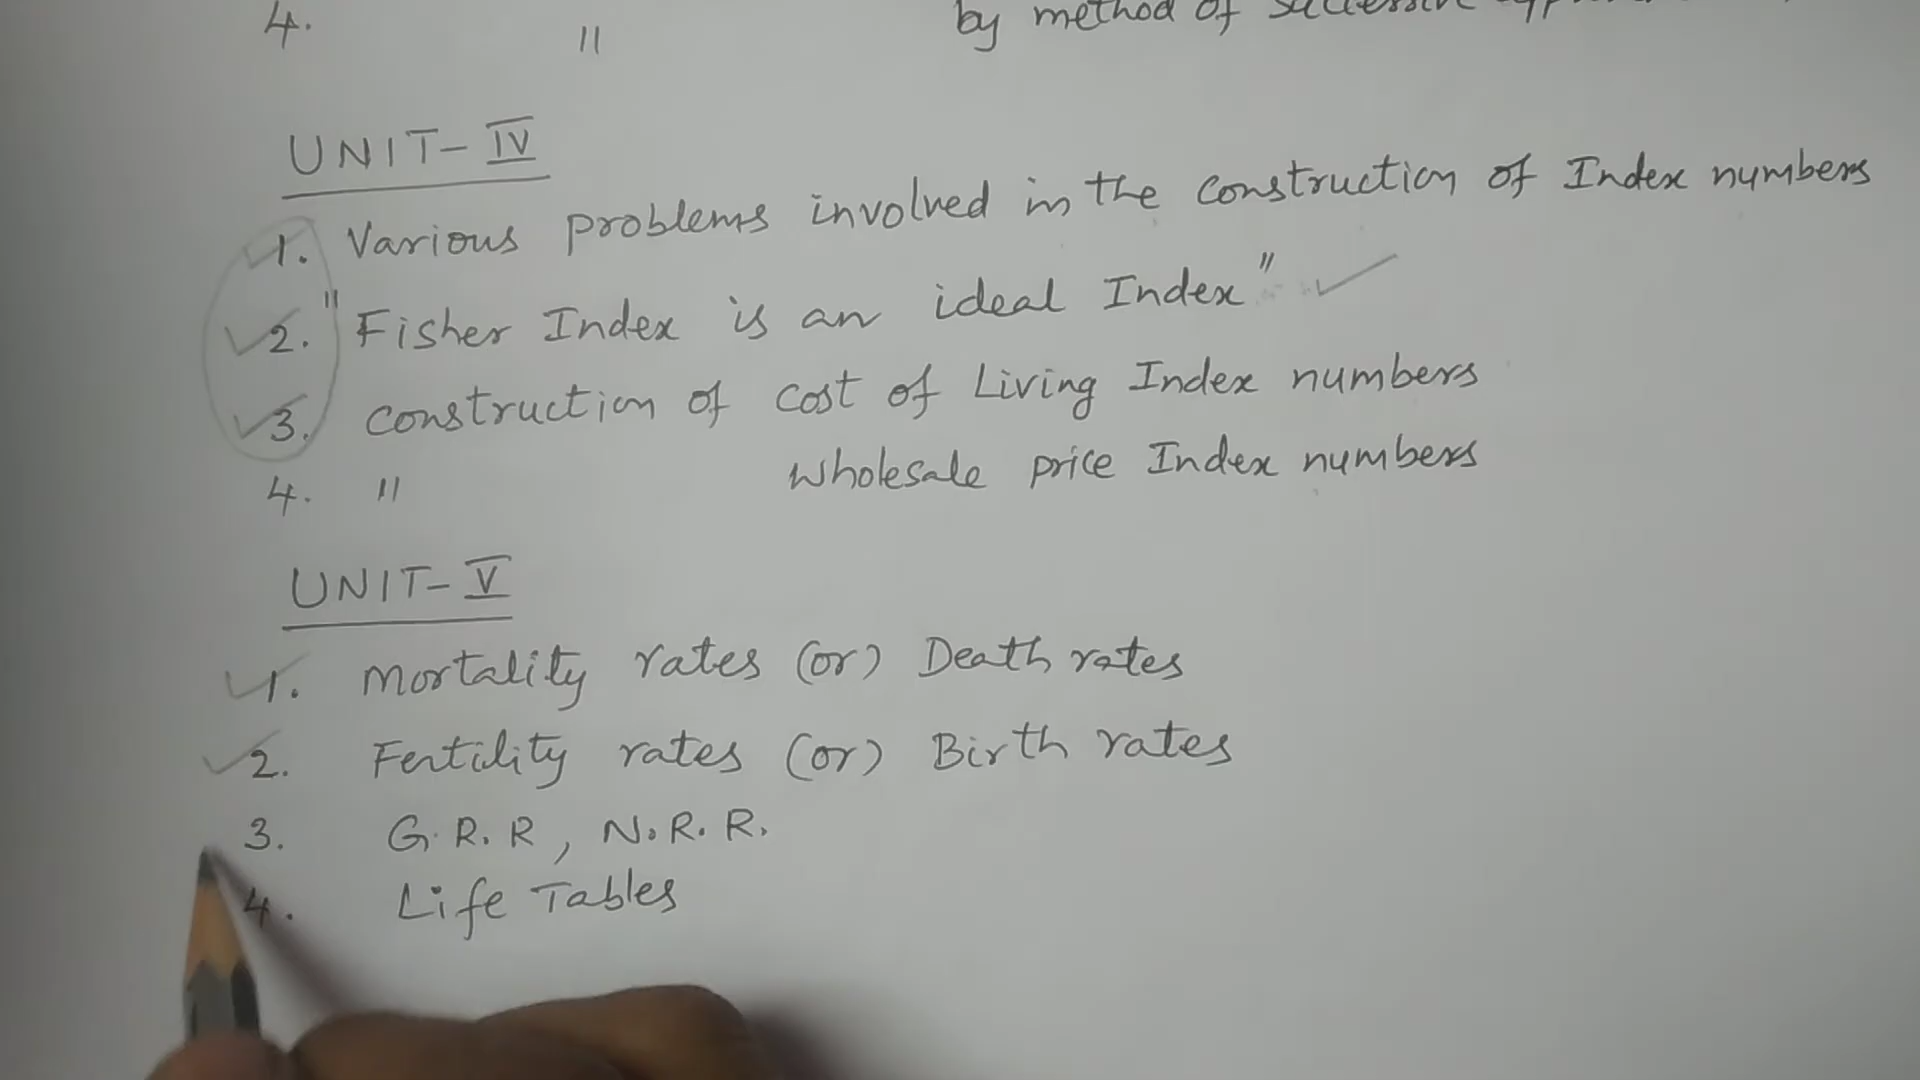 4. " by method of successive
UNIT-IV
1. Various problems involved in the construction of Index numbers
2. "Fisher Index is an ideal Index"
3. Construction of cost of Living Index numbers
4. " Wholesale price Index numbers
UNIT-V
1. Mortality rates (or) Death rates
2. Fertility rates (or) Birth rates
3. G.R.R, N.R.R.
4. Life Tables